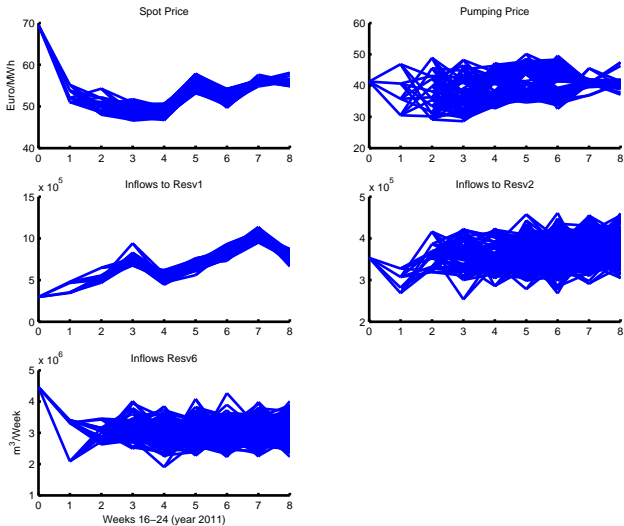 Spot Price
Euro/MWh
70
60
50
40
0 1 2 3 4 5 6 7 8
Pumping Price
60
50
40
30
20
0 1 2 3 4 5 6 7 8
Inflows to Resv1
x 10^5
15
10
5
0
0 1 2 3 4 5 6 7 8
Inflows to Resv2
x 10^5
5
4
3
2
0 1 2 3 4 5 6 7 8
Inflows Resv6
x 10^6
m^3/Week
5
4
3
2
1
0 1 2 3 4 5 6 7 8
Weeks 16−24 (year 2011)